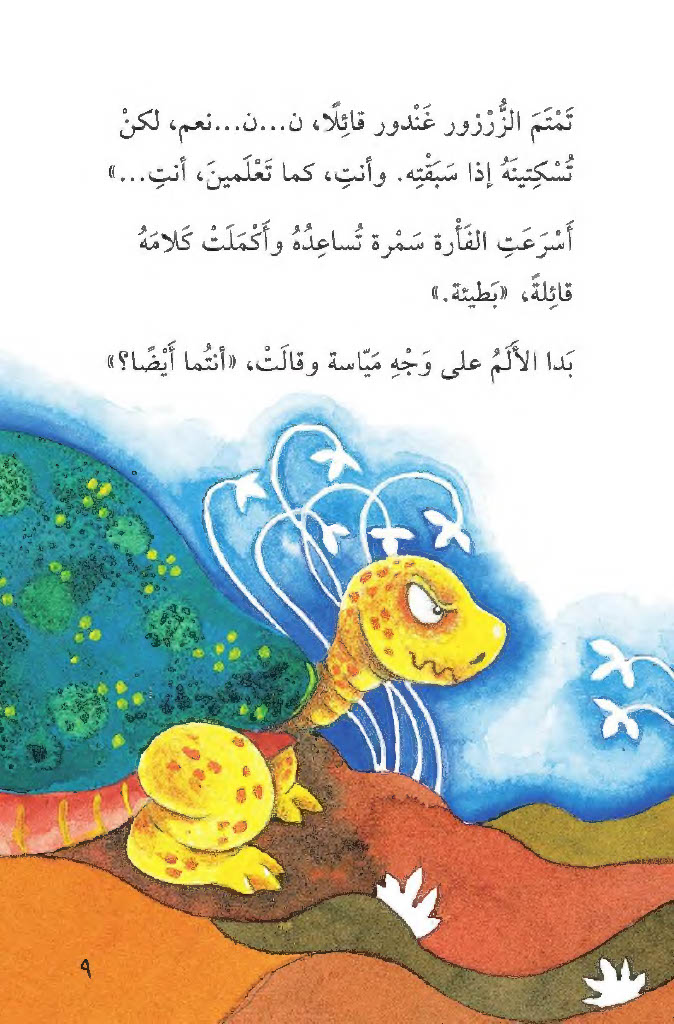 تَمْتَمَ الزُّرْزور غَنْدور قائِلًا، ن...ن...نعم، لكنْ
تُسْكِتينَهُ إذا سَبَقْتِه. وأنتِ، كما تَعْلَمينَ، أنتِ...»
أَسْرَعَتِ الفَأْرة سَمْرة تُساعِدُهُ وأَكْمَلَتْ كَلامَهُ
قائِلةً، «بَطيئة.»
بَدا الأَلَمُ على وَجْهِ مَيّاسة وقالَتْ، «أنتُما أَيْضًا؟»
٩